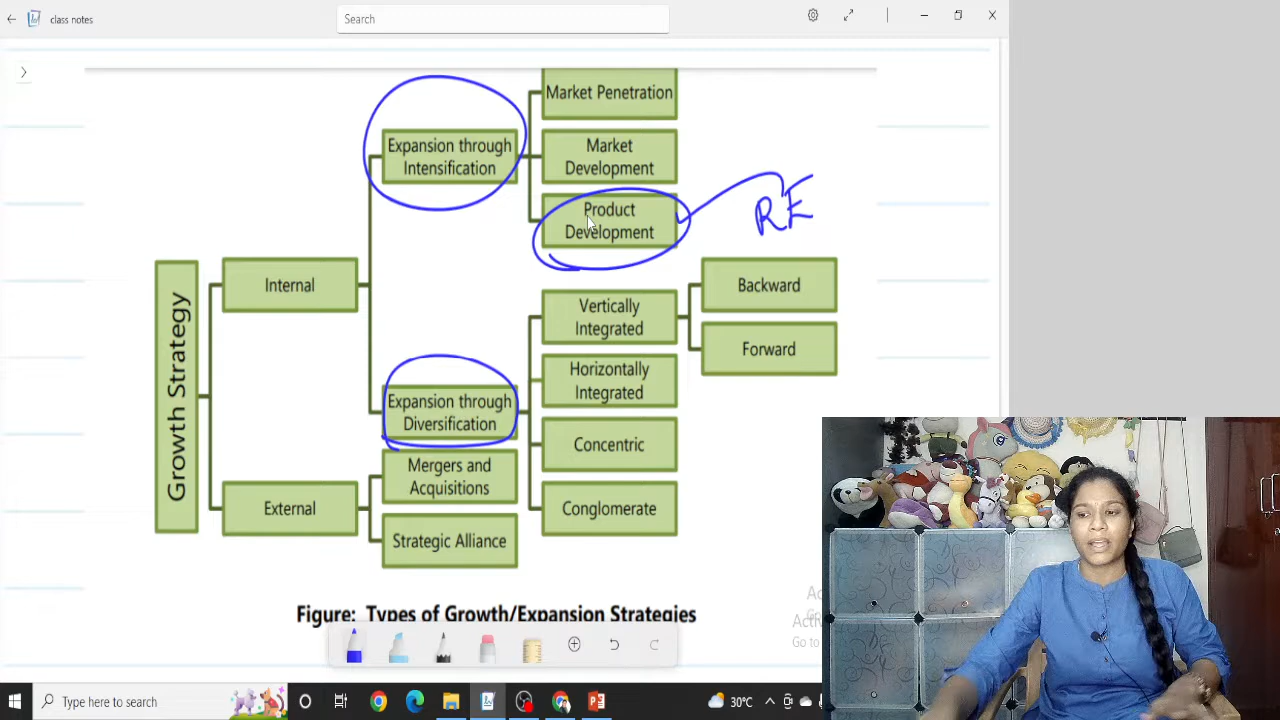 class notes
Search
Market Penetration
Expansion through
Intensification
Market
Development
Product
Development
RE
Internal
Vertically
Integrated
Backward
Forward
Horizontally
Integrated
Growth Strategy
Expansion through
Diversification
Concentric
Mergers and
Acquisitions
External
Conglomerate
Strategic Alliance
Figure: Types of Growth/Expansion Strategies
Go to
Type here to search
30°C